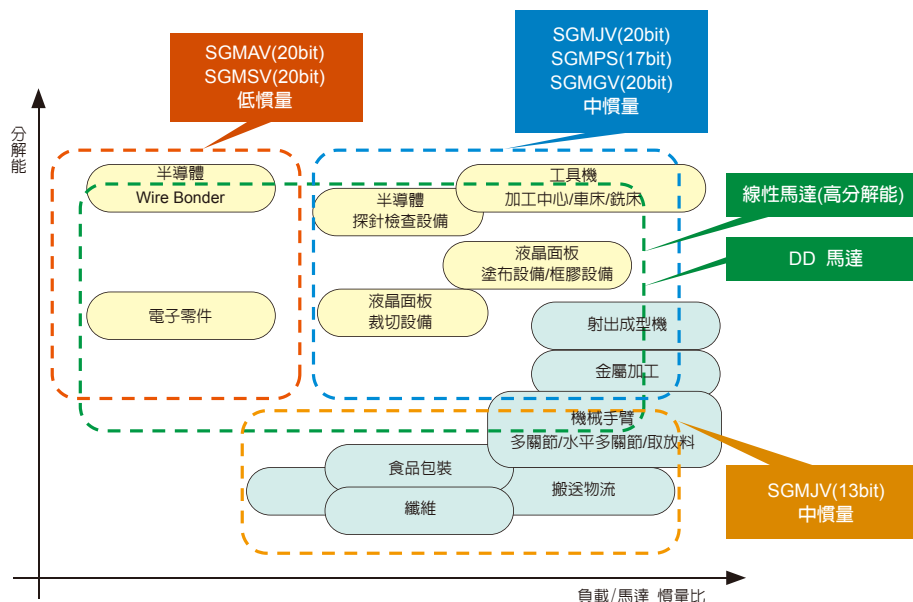 SGMAV(20bit)
SGMSV(20bit)
低慣量
SGMJV(20bit)
SGMPS(17bit)
SGMGV(20bit)
中慣量
分解能
半導體
Wire Bonder
工具機
加工中心/車床/銑床
半導體
探針檢查設備
線性馬達(高分解能)
DD 馬達
液晶面板
塗布設備/框膠設備
電子零件
液晶面板
裁切設備
射出成型機
金屬加工
機械手臂
多關節/水平多關節/取放料
食品包裝
搬送物流
纖維
SGMJV(13bit)
中慣量
負載/馬達 慣量比